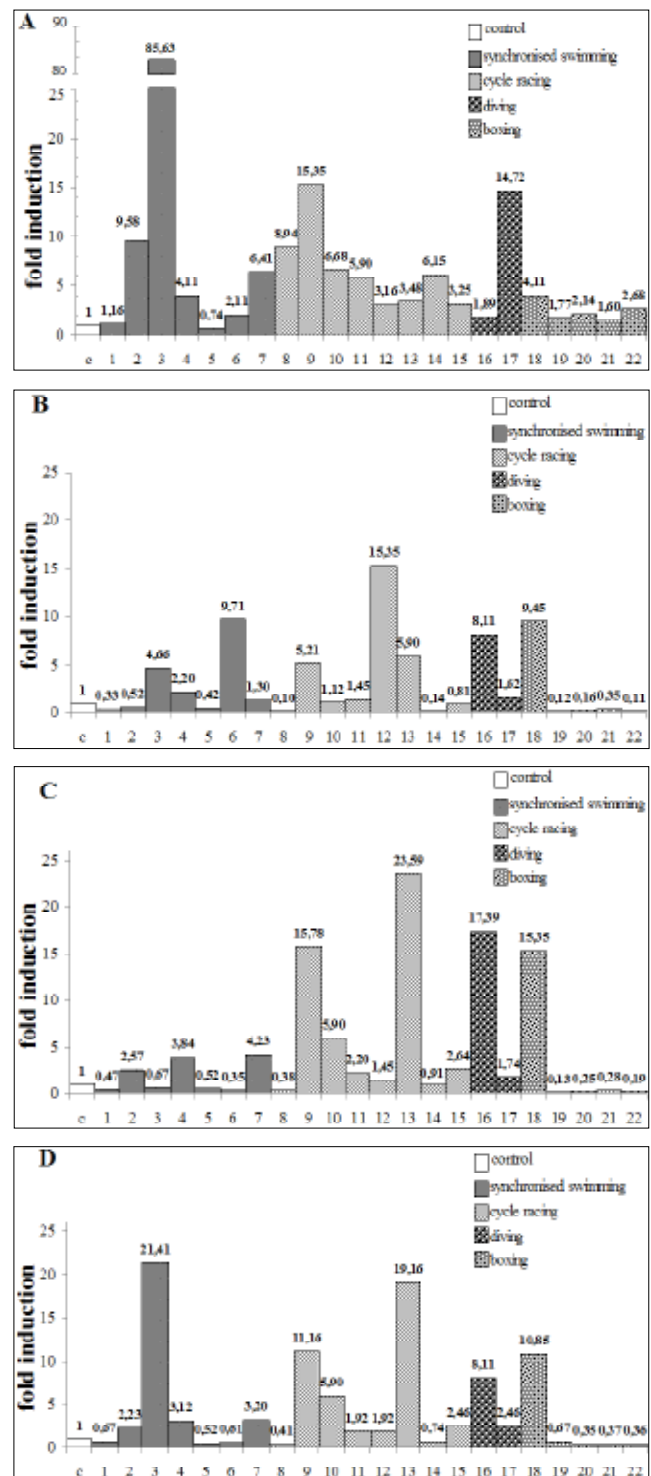 A
90
80
25
20
15
10
5
0
fold induction
control
synchronised swimming
cycle racing
diving
boxing
1 1,16 9,58 85,63 4,11 0,74 2,11 6,41 8,94 15,35 6,68 5,90 3,16 3,48 6,15 3,25 1,89 14,72 4,11 1,77 2,14 1,60 2,68
c 1 2 3 4 5 6 7 8 9 10 11 12 13 14 15 16 17 18 19 20 21 22
B
25
20
15
10
5
0
fold induction
control
synchronised swimming
cycle racing
diving
boxing
1 0,33 0,52 4,66 2,20 0,42 9,71 1,30 0,10 5,21 1,12 1,45 15,35 5,90 0,14 0,81 8,11 1,62 9,45 0,12 0,16 0,35 0,11
c 1 2 3 4 5 6 7 8 9 10 11 12 13 14 15 16 17 18 19 20 21 22
C
25
20
15
10
5
0
fold induction
control
synchronised swimming
cycle racing
diving
boxing
1 0,47 2,57 0,67 3,84 0,52 0,35 4,23 0,38 15,78 5,90 2,20 1,45 23,59 0,91 2,64 17,39 1,74 15,35 0,13 0,25 0,28 0,19
c 1 2 3 4 5 6 7 8 9 10 11 12 13 14 15 16 17 18 19 20 21 22
D
25
20
15
10
5
0
fold induction
control
synchronised swimming
cycle racing
diving
boxing
1 0,67 2,23 21,41 3,12 0,52 0,61 3,20 0,41 11,16 5,90 1,92 1,92 19,16 0,74 2,46 8,11 2,46 10,85 0,67 0,35 0,37 0,36
c 1 2 3 4 5 6 7 8 9 10 11 12 13 14 15 16 17 18 19 20 21 22